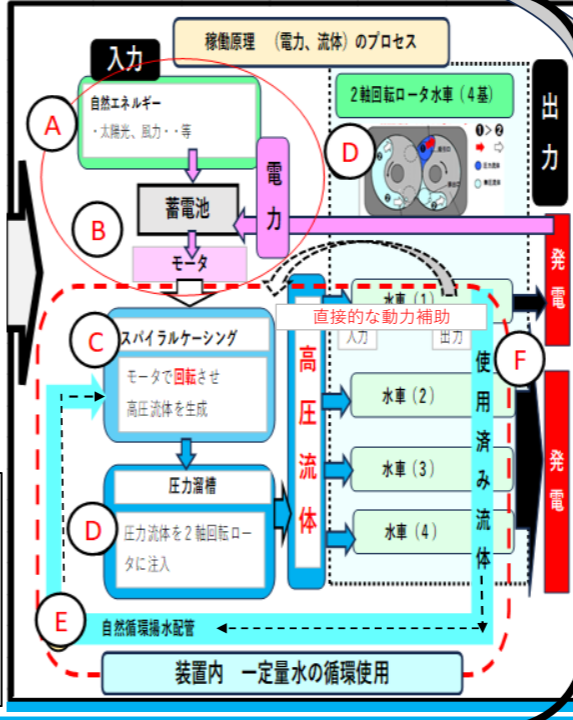 稼働原理 （電力、流体）のプロセス
入力
自然エネルギー
・太陽光、風力・・等
A
蓄電池
B
モータ
電力
2軸回転ロータ水車（4基）
D
❶＞❷
出力
発電
直接的な動力補助
C
スパイラルケーシング
モータで回転させ
高圧流体を生成
D
圧力溜槽
圧力流体を２軸回転ロー
タに注入
高圧流体
水車（1）
入力
出力
水車（2）
水車（3）
水車（4）
使用済み流体
F
発電
E
自然循環揚水配管
装置内 一定量水の循環使用